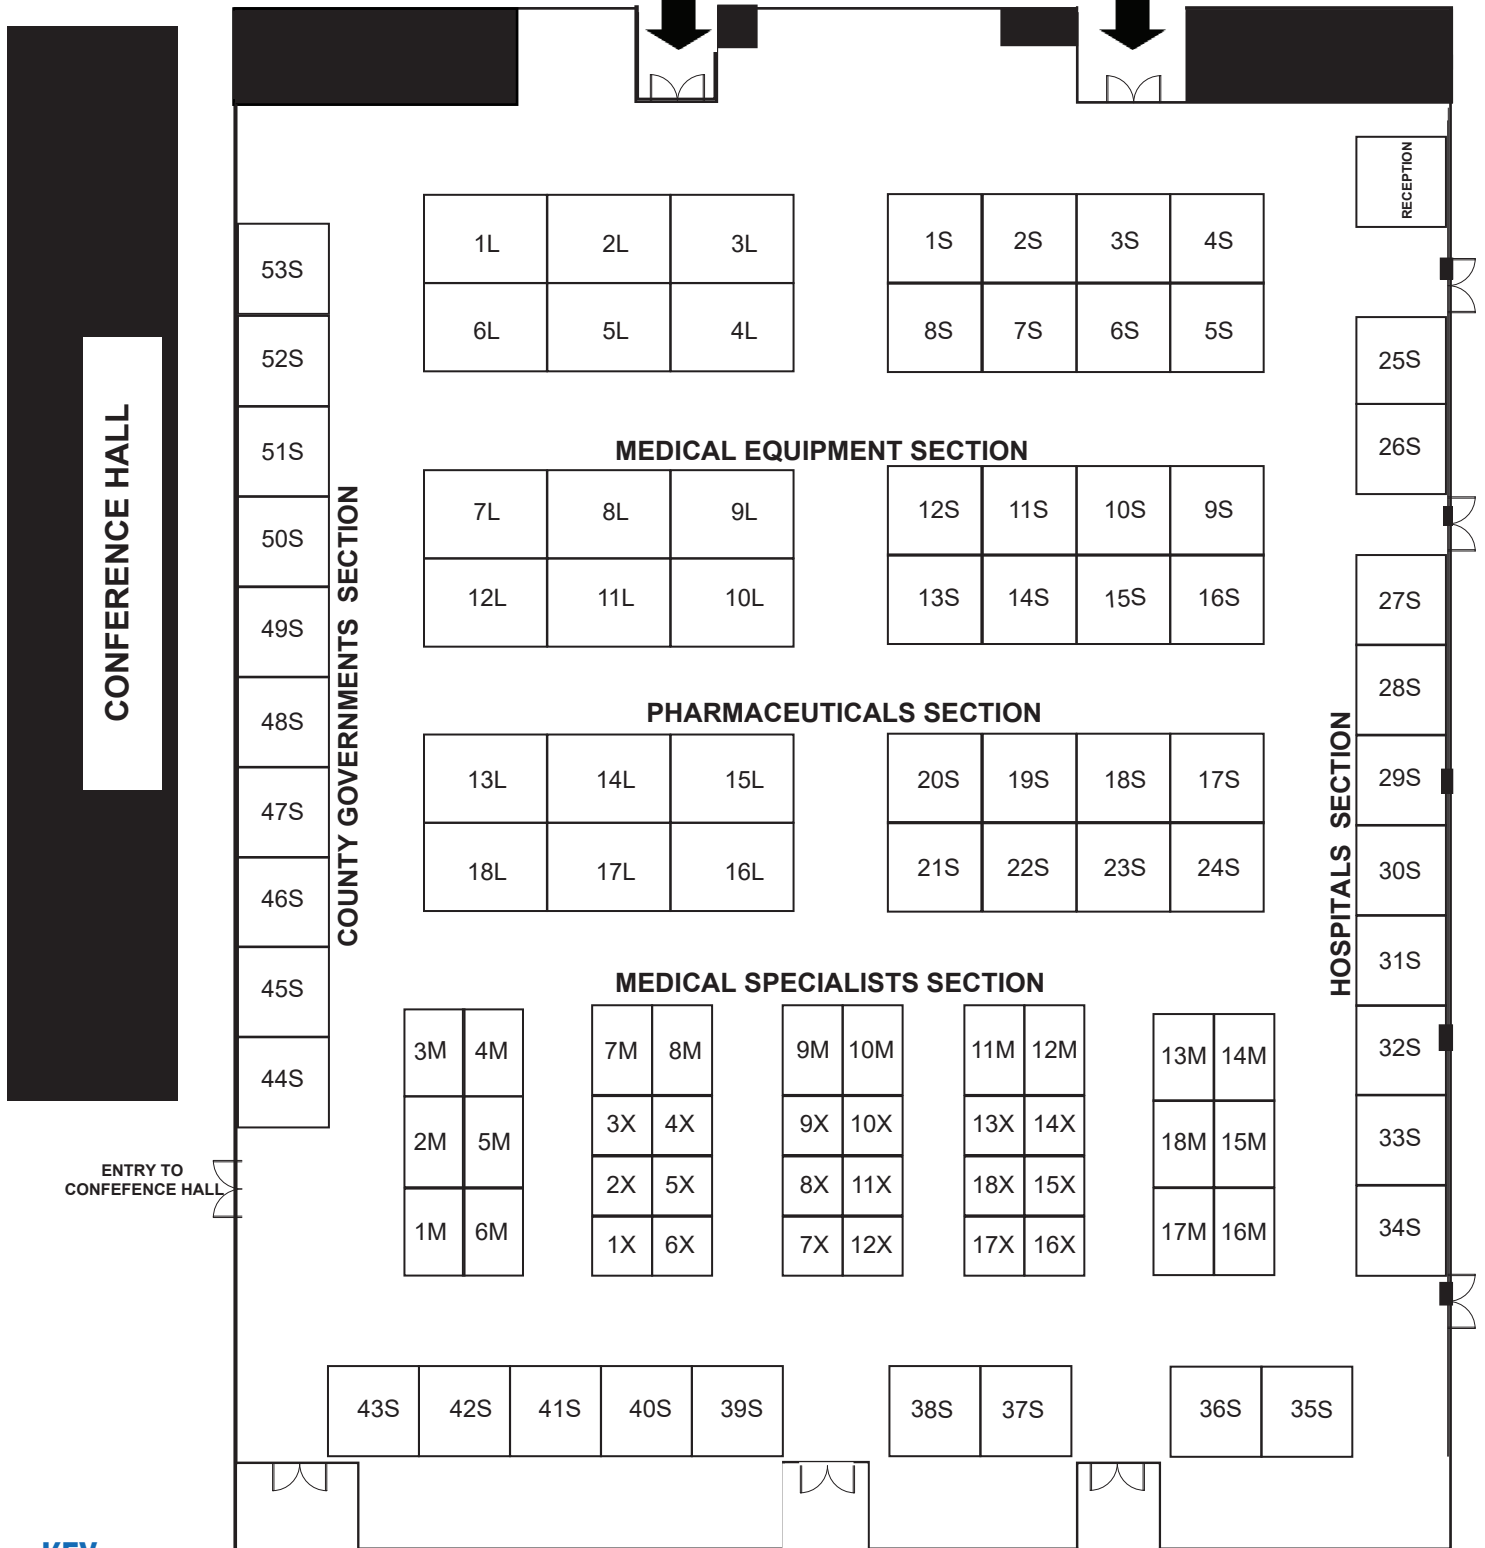 RECEPTION
1L 2L 3L
1S 2S 3S 4S
6L 5L 4L
8S 7S 6S 5S
53S
52S
51S
50S
49S
48S
47S
46S
45S
44S
CONFERENCE HALL
COUNTY GOVERNMENTS SECTION
25S
26S
MEDICAL EQUIPMENT SECTION
7L 8L 9L
12S 11S 10S 9S
12L 11L 10L
13S 14S 15S 16S
PHARMACEUTICALS SECTION
13L 14L 15L
20S 19S 18S 17S
18L 17L 16L
21S 22S 23S 24S
27S
28S
29S
30S
31S
32S
33S
34S
HOSPITALS SECTION
MEDICAL SPECIALISTS SECTION
3M 4M
2M 5M
1M 6M
7M 8M
3X 4X
2X 5X
1X 6X
9M 10M
9X 10X
8X 11X
7X 12X
11M 12M
13X 14X
18X 15X
17X 16X
13M 14M
18M 15M
17M 16M
ENTRY TO
CONFEFENCE HALL
43S 42S 41S 40S 39S
38S 37S
36S 35S
KEY